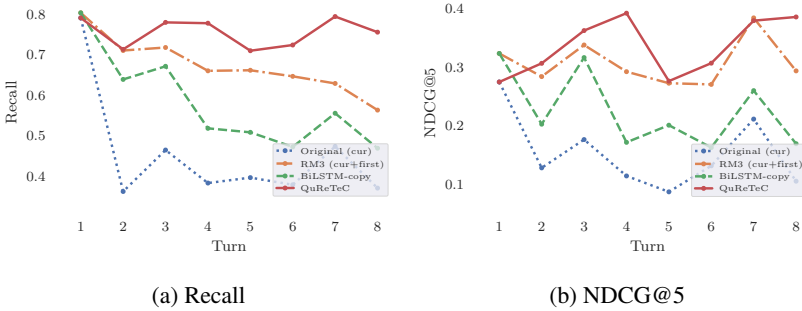 0.8
0.7
0.6
0.5
0.4
Recall
1 2 3 4 5 6 7 8
Turn
Original (cur)
RM3 (cur+first)
BiLSTM-copy
QuReTeC
(a) Recall
0.4
0.3
0.2
0.1
NDCG@5
1 2 3 4 5 6 7 8
Turn
Original (cur)
RM3 (cur+first)
BiLSTM-copy
QuReTeC
(b) NDCG@5